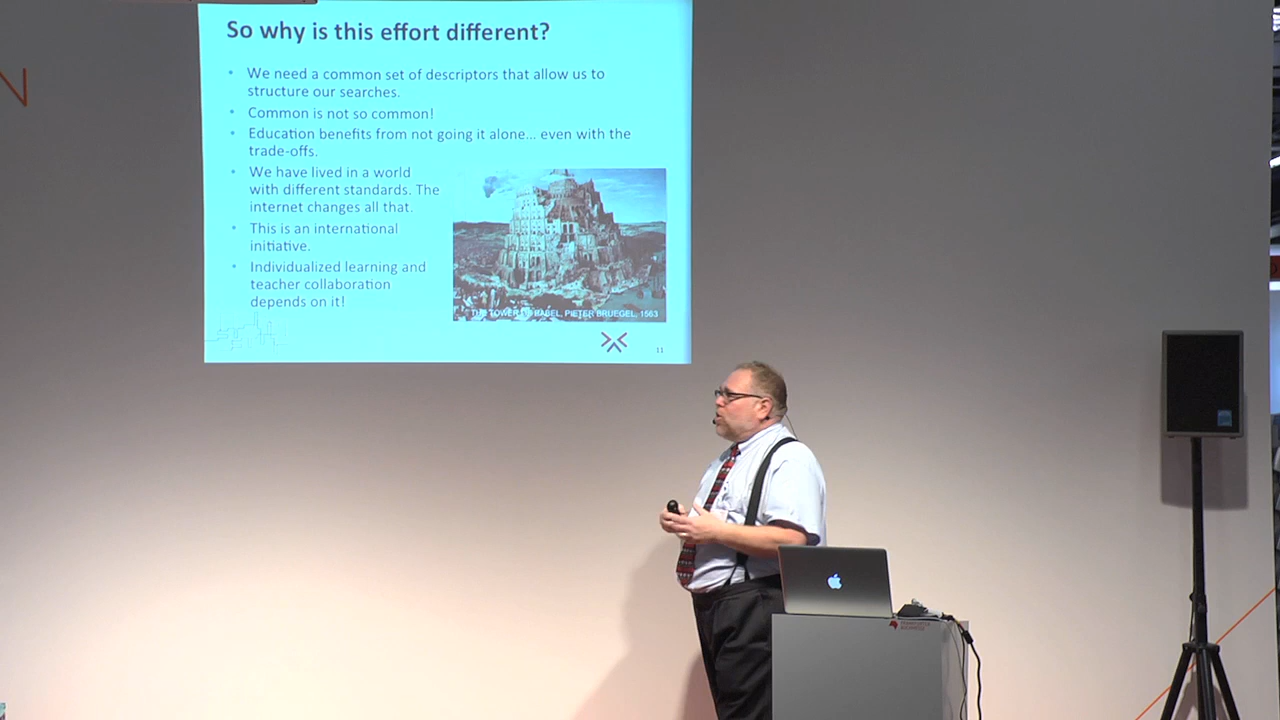 So why is this effort different?
• We need a common set of descriptors that allow us to
structure our searches.
• Common is not so common!
• Education benefits from not going it alone... even with the
trade-offs.
• We have lived in a world
with different standards. The
internet changes all that.
• This is an international
initiative.
• Individualized learning and
teacher collaboration
depends on it!
THE TOWER OF BABEL, PIETER BRUEGEL, 1563
11
N